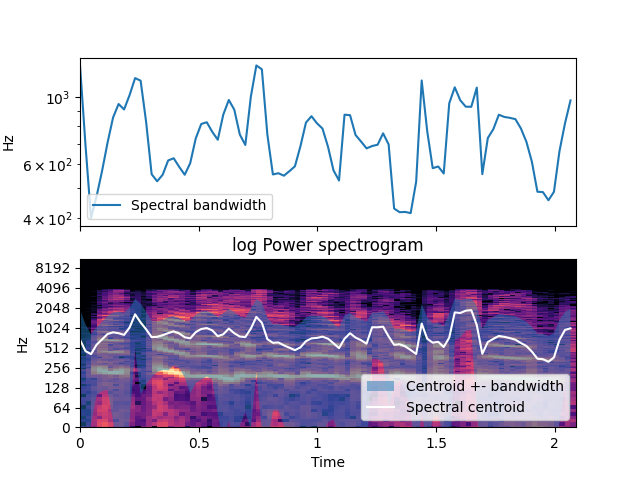 10³
6 × 10²
4 × 10²
Hz
Spectral bandwidth
log Power spectrogram
8192
4096
2048
1024
512
256
128
64
0
Hz
Centroid +- bandwidth
Spectral centroid
0
0.5
1
1.5
2
Time